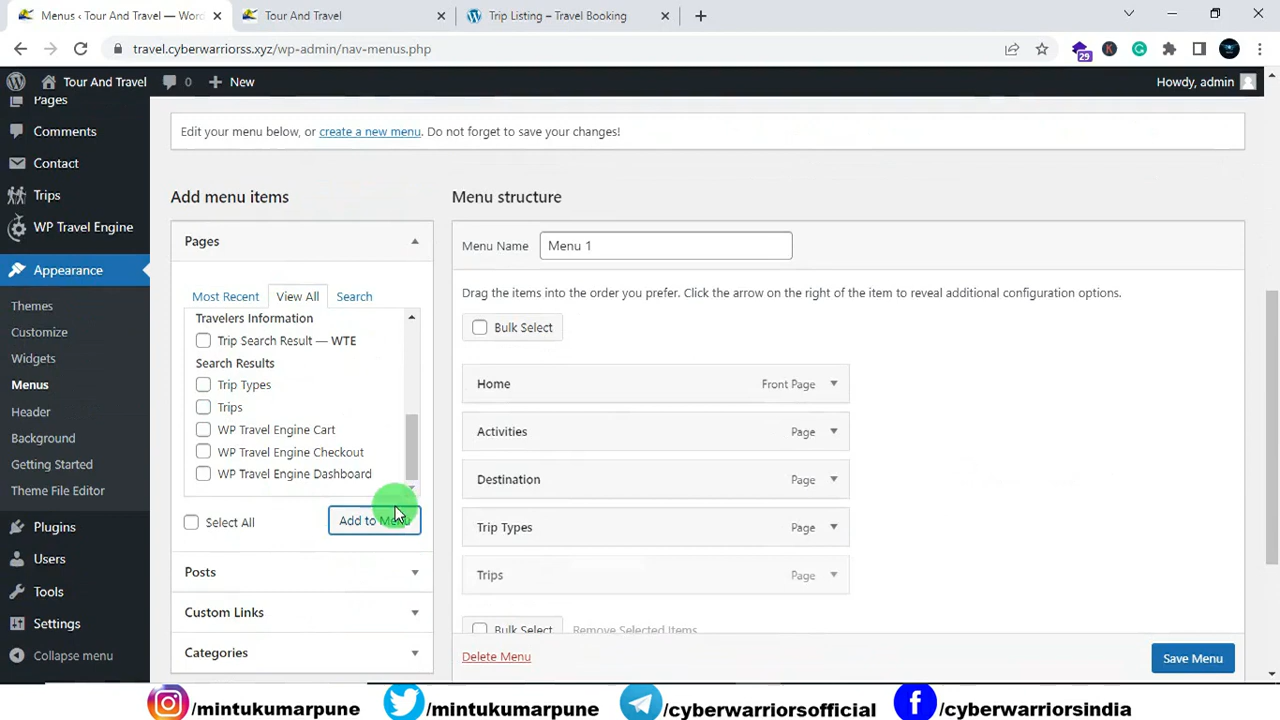 Menus ‹ Tour And Travel — Word
Tour And Travel
Trip Listing – Travel Booking
travel.cyberwarriorss.xyz/wp-admin/nav-menus.php
29
Tour And Travel
0
New
Howdy, admin
Pages
Comments
Contact
Trips
WP Travel Engine
Appearance
Themes
Customize
Widgets
Menus
Header
Background
Getting Started
Theme File Editor
Plugins
Users
Tools
Settings
Collapse menu
Edit your menu below, or create a new menu. Do not forget to save your changes!
Add menu items
Pages
Most Recent
View All
Search
Travelers Information
Trip Search Result — WTE
Search Results
Trip Types
Trips
WP Travel Engine Cart
WP Travel Engine Checkout
WP Travel Engine Dashboard
Select All
Add to Menu
Posts
Custom Links
Categories
Menu structure
Menu Name
Menu 1
Drag the items into the order you prefer. Click the arrow on the right of the item to reveal additional configuration options.
Bulk Select
Home
Front Page
Activities
Page
Destination
Page
Trip Types
Page
Trips
Page
Bulk Select
Remove Selected Items
Delete Menu
Save Menu
/mintukumarpune
/mintukumarpune
/cyberwarriorsofficial
/cyberwarriorsindia